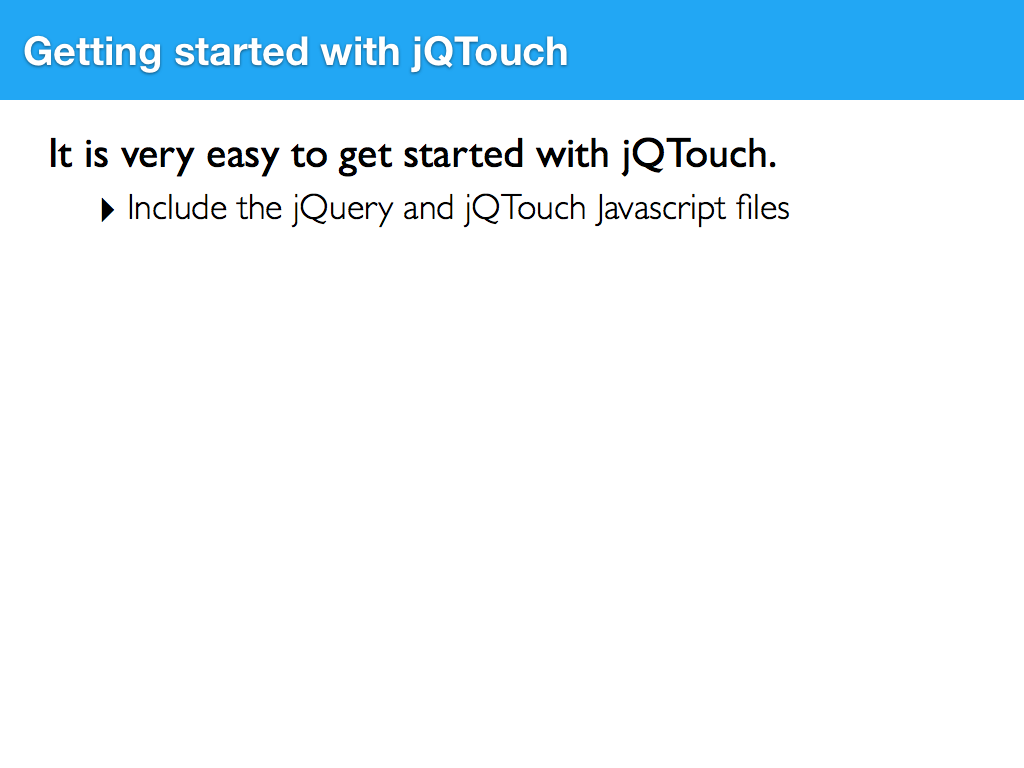 Getting started with jQTouch
It is very easy to get started with jQTouch.
Include the jQuery and jQTouch Javascript files